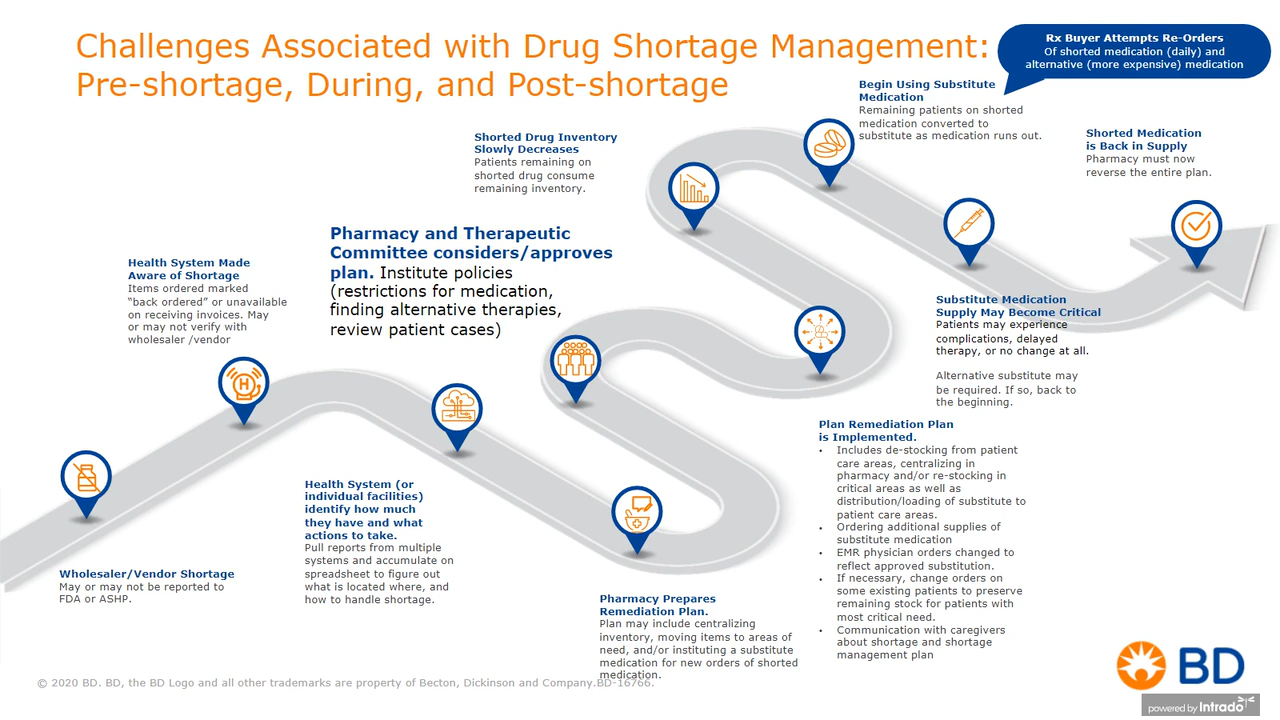 Challenges Associated with Drug Shortage Management:
Pre-shortage, During, and Post-shortage
Rx Buyer Attempts Re-Orders
Of shorted medication (daily) and
alternative (more expensive) medication
Wholesaler/Vendor Shortage
May or may not be reported to
FDA or ASHP.
Health System Made
Aware of Shortage
Items ordered marked
“back ordered” or unavailable
on receiving invoices. May
or may not verify with
wholesaler /vendor
H
Health System (or
individual facilities)
identify how much
they have and what
actions to take.
Pull reports from multiple
systems and accumulate on
spreadsheet to figure out
what is located where, and
how to handle shortage.
Pharmacy Prepares
Remediation Plan.
Plan may include centralizing
inventory, moving items to areas of
need, and/or instituting a substitute
medication for new orders of shorted
medication.
Pharmacy and Therapeutic
Committee considers/approves
plan. Institute policies
(restrictions for medication,
finding alternative therapies,
review patient cases)
Plan Remediation Plan
is Implemented.
• Includes de-stocking from patient
care areas, centralizing in
pharmacy and/or re-stocking in
critical areas as well as
distribution/loading of substitute to
patient care areas.
• Ordering additional supplies of
substitute medication
• EMR physician orders changed to
reflect approved substitution.
• If necessary, change orders on
some existing patients to preserve
remaining stock for patients with
most critical need.
• Communication with caregivers
about shortage and shortage
management plan
Shorted Drug Inventory
Slowly Decreases
Patients remaining on
shorted drug consume
remaining inventory.
Begin Using Substitute
Medication
Remaining patients on shorted
medication converted to
substitute as medication runs out.
Substitute Medication
Supply May Become Critical
Patients may experience
complications, delayed
therapy, or no change at all.
Alternative substitute may
be required. If so, back to
the beginning.
Shorted Medication
is Back in Supply
Pharmacy must now
reverse the entire plan.
© 2020 BD. BD, the BD Logo and all other trademarks are property of Becton, Dickinson and Company.BD-16766.
BD
powered by Intrado